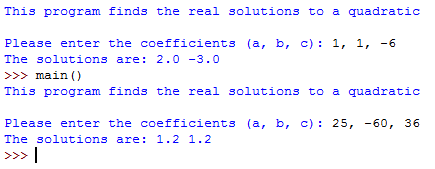 This program finds the real solutions to a quadratic
Please enter the coefficients (a, b, c): 1, 1, -6
The solutions are: 2.0 -3.0
>>> main()
This program finds the real solutions to a quadratic
Please enter the coefficients (a, b, c): 25, -60, 36
The solutions are: 1.2 1.2
>>>